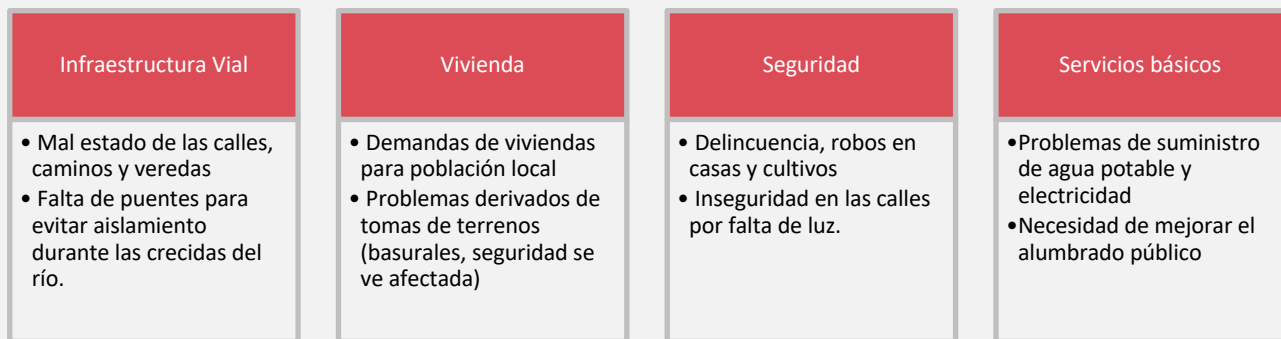 Infraestructura Vial
• Mal estado de las calles,
caminos y veredas
• Falta de puentes para
evitar aislamiento
durante las crecidas del
río.
Vivienda
• Demandas de viviendas
para población local
• Problemas derivados de
tomas de terrenos
(basurales, seguridad se
ve afectada)
Seguridad
• Delincuencia, robos en
casas y cultivos
• Inseguridad en las calles
por falta de luz.
Servicios básicos
•Problemas de suministro
de agua potable y
electricidad
•Necesidad de mejorar el
alumbrado público